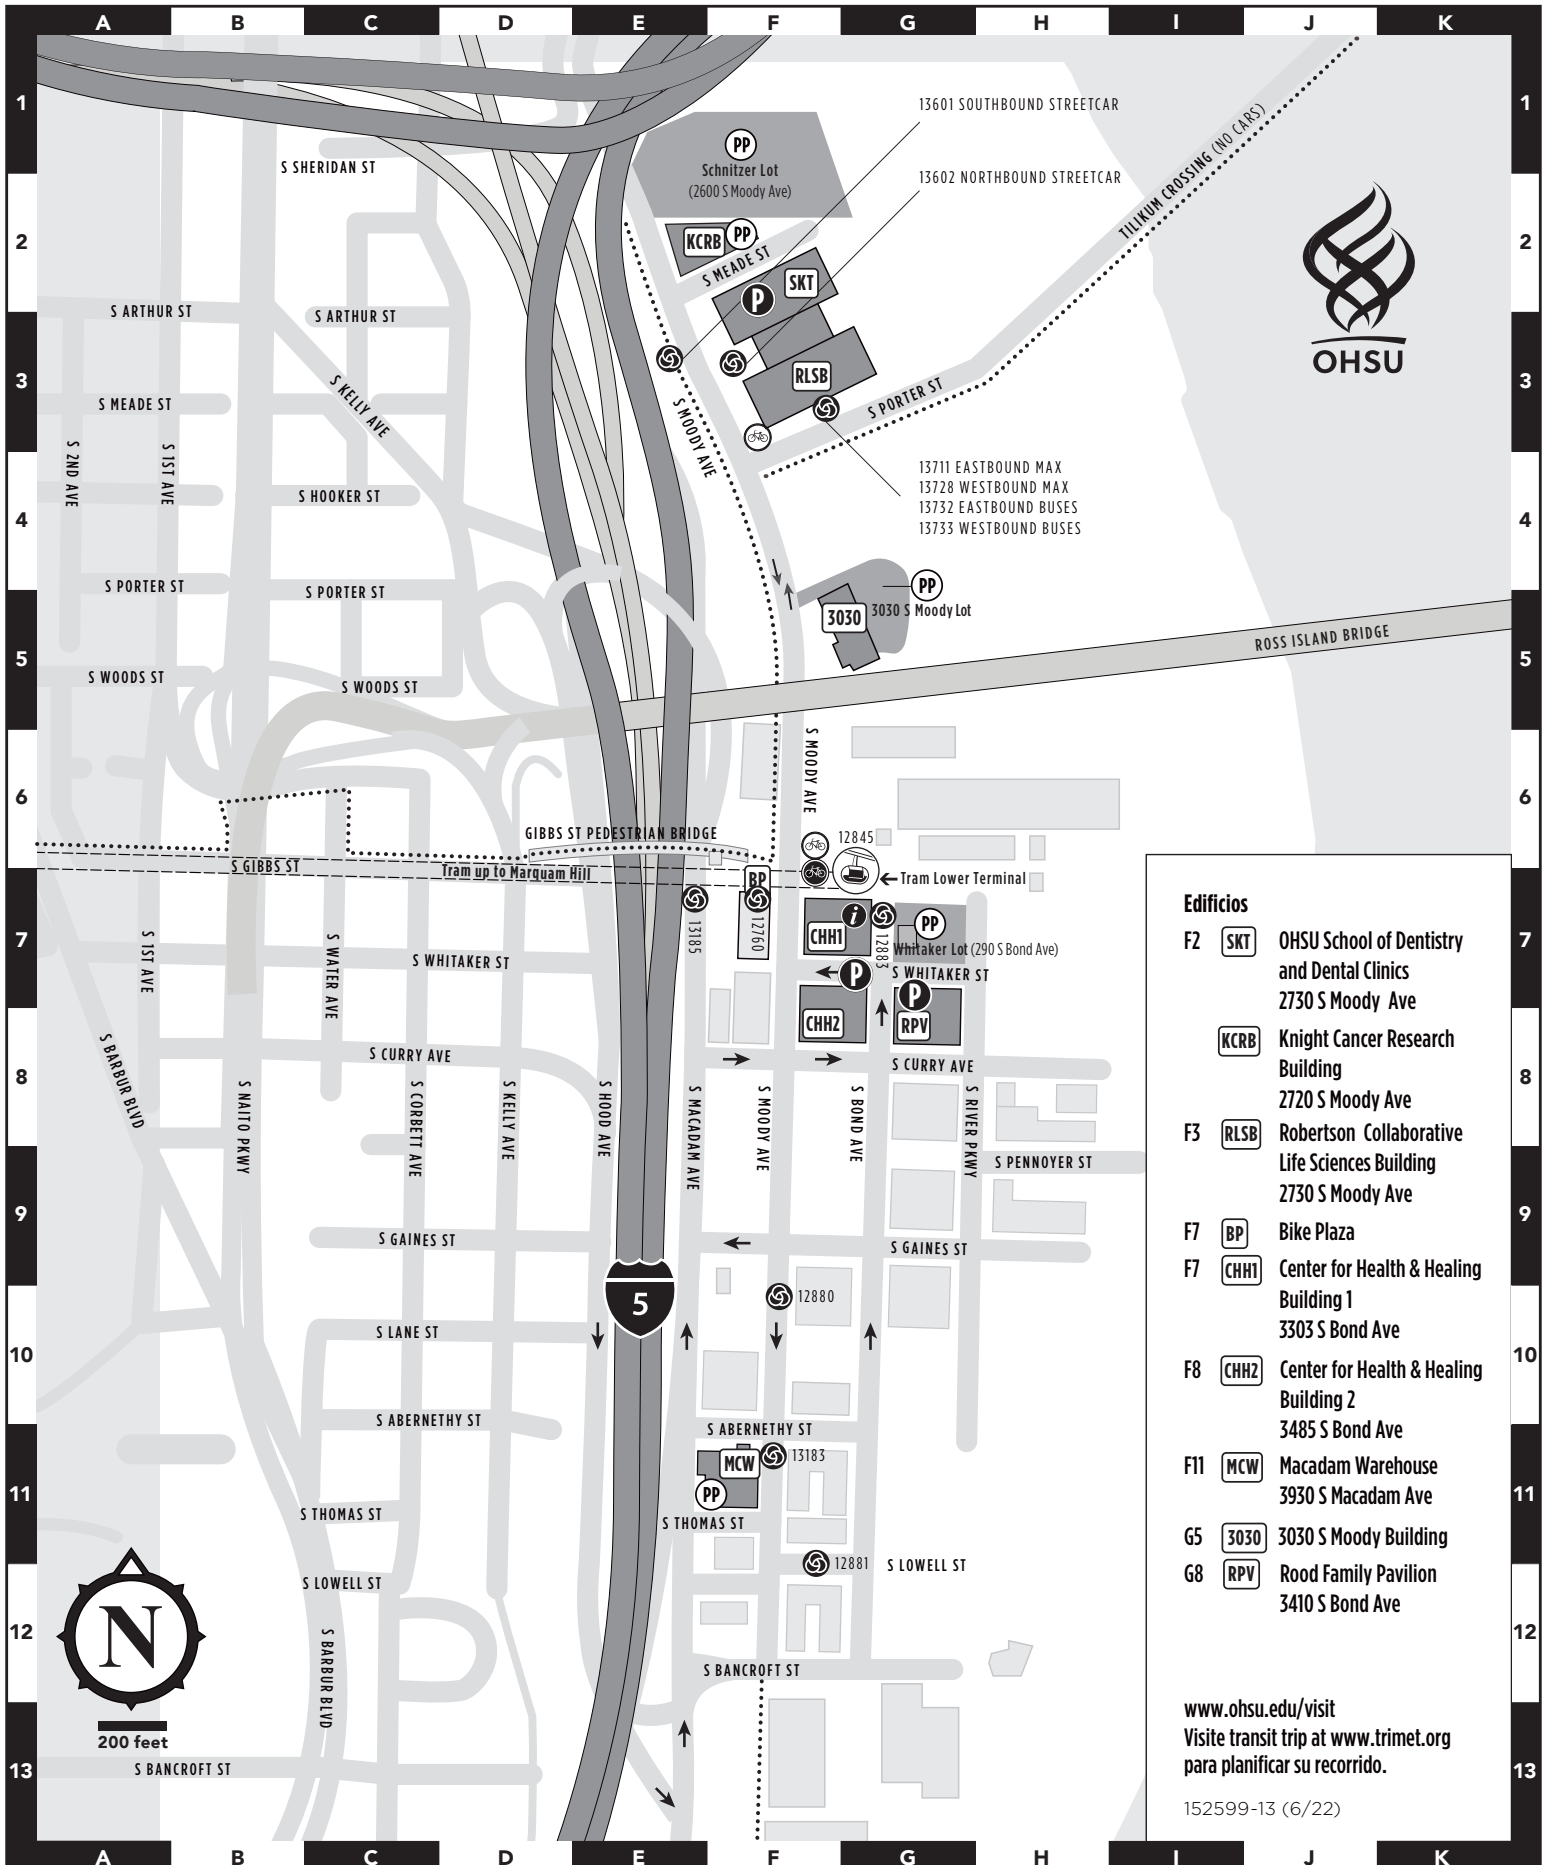 A B C D E F G H I J K
1
1
13601 SOUTHBOUND STREETCAR
PP
Schnitzer Lot
(2600 S Moody Ave)
S SHERIDAN ST
13602 NORTHBOUND STREETCAR
TILIKUM CROSSING (NO CARS)
2
2
KCRB
PP
S MEADE ST
SKT
P
OHSU
S ARTHUR ST
S ARTHUR ST
3
3
RLSB
S KELLY AVE
S MEADE ST
S PORTER ST
S MOODY AVE
S 2ND AVE
S 1ST AVE
13711 EASTBOUND MAX
13728 WESTBOUND MAX
13732 EASTBOUND BUSES
13733 WESTBOUND BUSES
S HOOKER ST
4
4
S PORTER ST
S PORTER ST
PP
3030 S Moody Lot
3030
ROSS ISLAND BRIDGE
5
5
S WOODS ST
S WOODS ST
S MOODY AVE
6
6
GIBBS ST PEDESTRIAN BRIDGE
12845
S GIBBS ST
Tram up to Marquam Hill
BP
Tram Lower Terminal
13185
12760
i
CHH1
12883
PP
Whitaker Lot (290 S Bond Ave)
7
7
S 1ST AVE
S WATER AVE
S WHITAKER ST
S WHITAKER ST
P
P
CHH2
RPV
S BARBUR BLVD
S CURRY AVE
S CURRY AVE
8
8
S NAITO PKWY
S CORBETT AVE
S KELLY AVE
S HOOD AVE
S MACADAM AVE
S MOODY AVE
S BOND AVE
S RIVER PKWY
S PENNOYER ST
9
9
S GAINES ST
S GAINES ST
5
12880
S LANE ST
10
10
S ABERNETHY ST
S ABERNETHY ST
MCW
13183
PP
11
11
S THOMAS ST
S THOMAS ST
12881
S LOWELL ST
S LOWELL ST
N
12
12
S BARBUR BLVD
S BANCROFT ST
200 feet
S BANCROFT ST
13
13
Edificios
F2 SKT OHSU School of Dentistry
and Dental Clinics
2730 S Moody Ave
KCRB Knight Cancer Research
Building
2720 S Moody Ave
F3 RLSB Robertson Collaborative
Life Sciences Building
2730 S Moody Ave
F7 BP Bike Plaza
F7 CHH1 Center for Health & Healing
Building 1
3303 S Bond Ave
F8 CHH2 Center for Health & Healing
Building 2
3485 S Bond Ave
F11 MCW Macadam Warehouse
3930 S Macadam Ave
G5 3030 3030 S Moody Building
G8 RPV Rood Family Pavilion
3410 S Bond Ave
www.ohsu.edu/visit
Visite transit trip at www.trimet.org
para planificar su recorrido.
152599-13 (6/22)
A B C D E F G H I J K